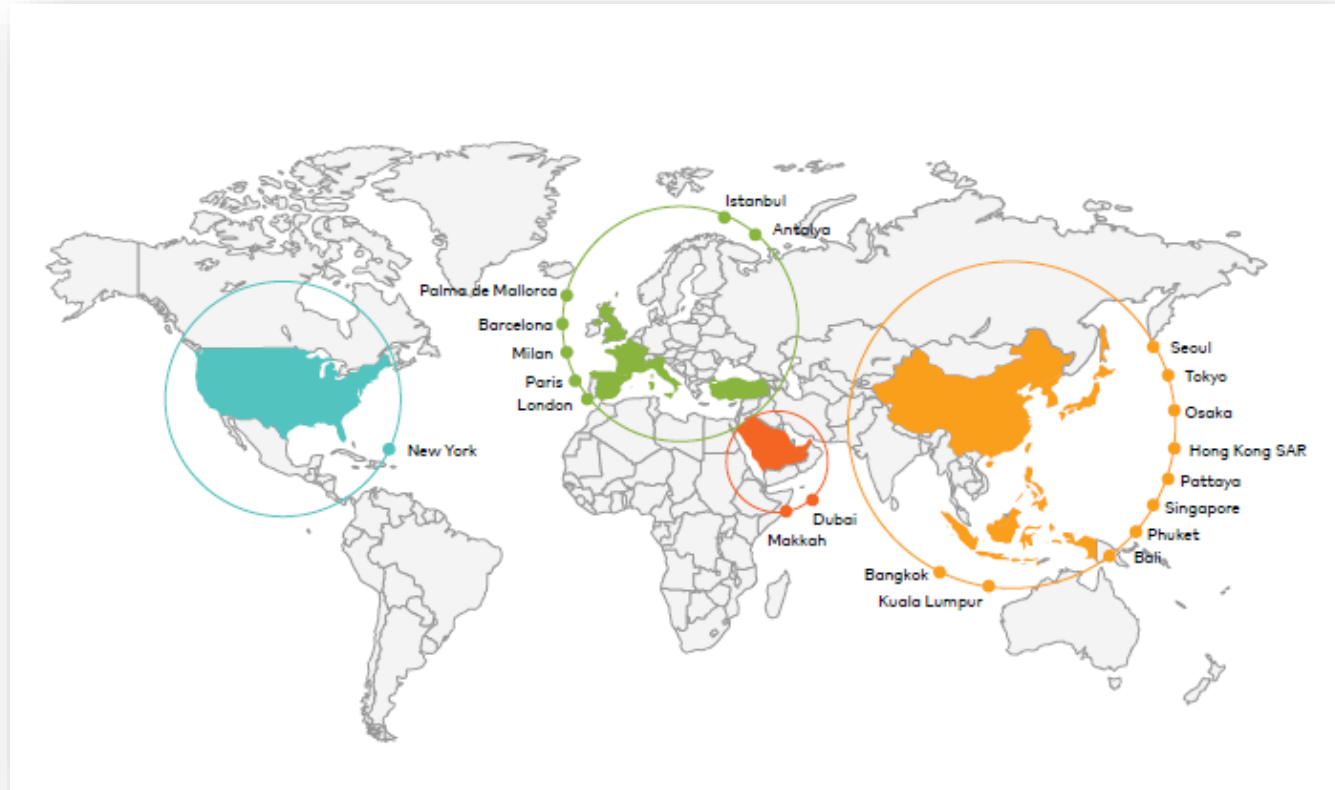 Istanbul
Antalya
Palma de Mallorca
Barcelona
Milan
Paris
London
New York
Dubai
Makkah
Seoul
Tokyo
Osaka
Hong Kong SAR
Pattaya
Singapore
Phuket
Bali
Bangkok
Kuala Lumpur